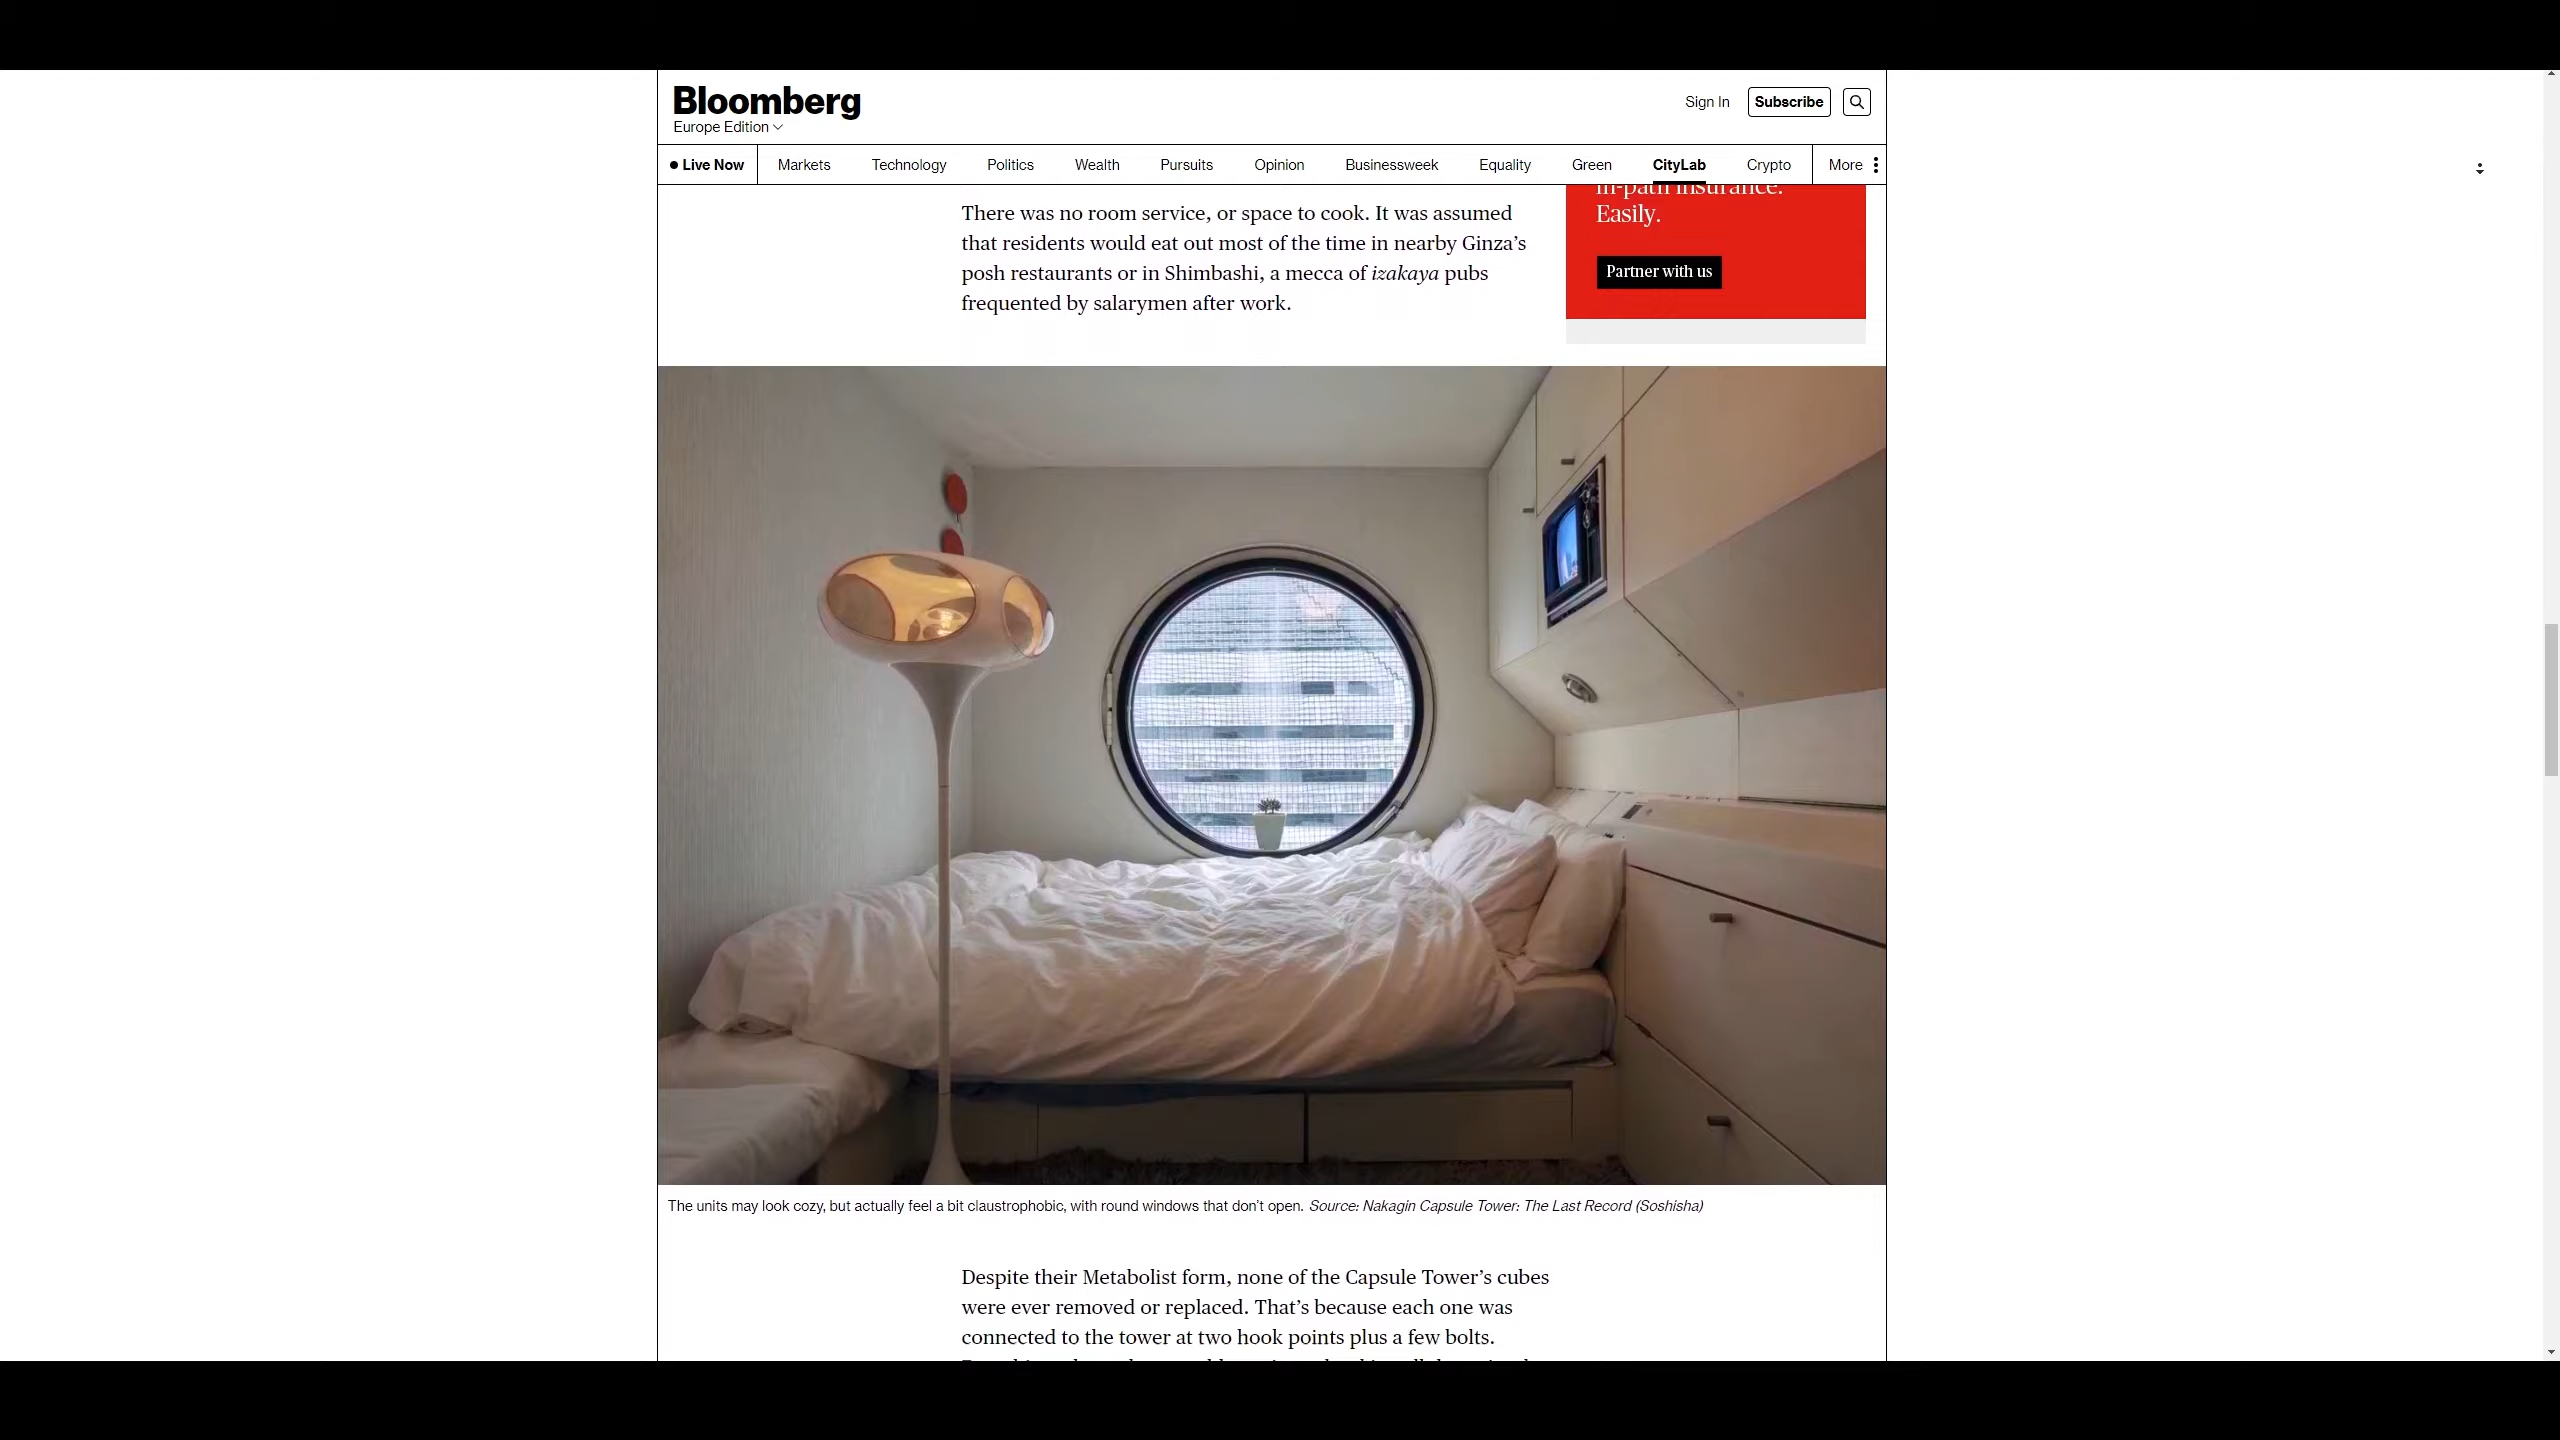 Bloomberg
Europe Edition
Sign In
Subscribe
Live Now
Markets
Technology
Politics
Wealth
Pursuits
Opinion
Businessweek
Equality
Green
CityLab
Crypto
More
There was no room service, or space to cook. It was assumed
that residents would eat out most of the time in nearby Ginza’s
posh restaurants or in Shimbashi, a mecca of izakaya pubs
frequented by salarymen after work.
in-path insurance.
Easily.
Partner with us
The units may look cozy, but actually feel a bit claustrophobic, with round windows that don’t open. Source: Nakagin Capsule Tower: The Last Record (Soshisha)
Despite their Metabolist form, none of the Capsule Tower’s cubes
were ever removed or replaced. That’s because each one was
connected to the tower at two hook points plus a few bolts.